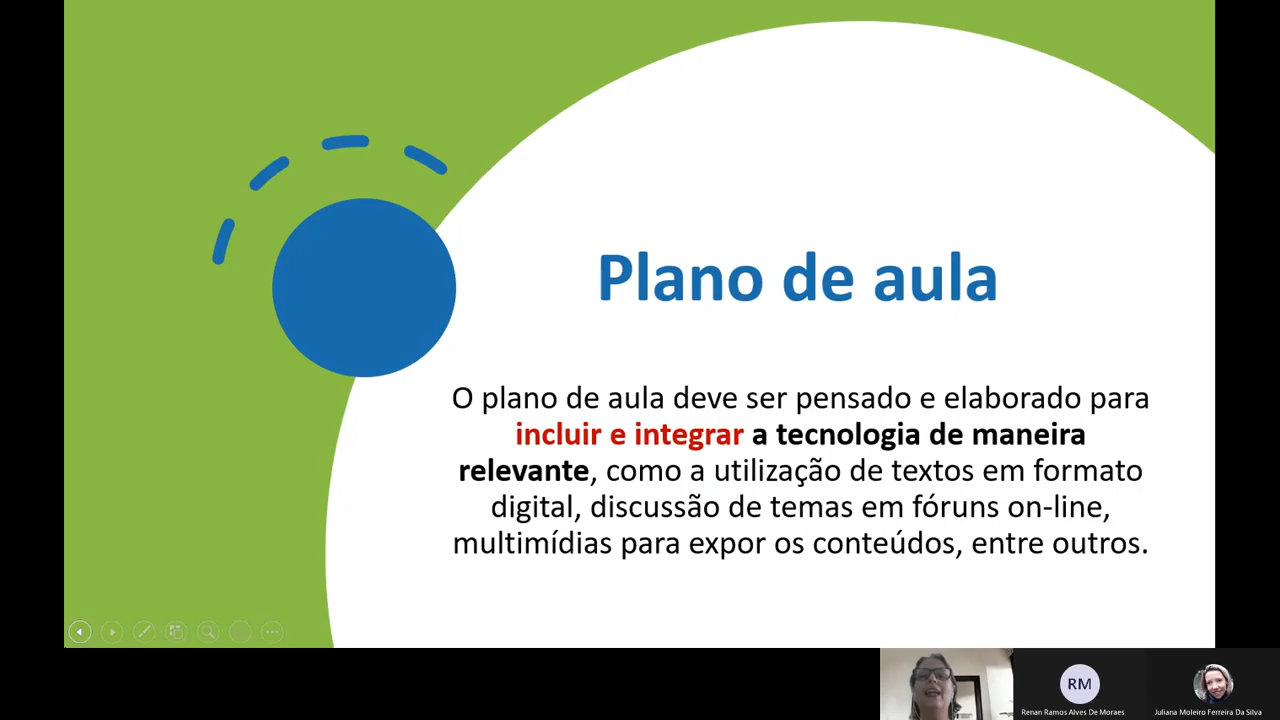 Plano de aula
O plano de aula deve ser pensado e elaborado para
incluir e integrar a tecnologia de maneira
relevante, como a utilização de textos em formato
digital, discussão de temas em fóruns on-line,
multimídias para expor os conteúdos, entre outros.
RM
Renan Ramos Alves De Moraes
Juliana Moleiro Ferreira Da Silva